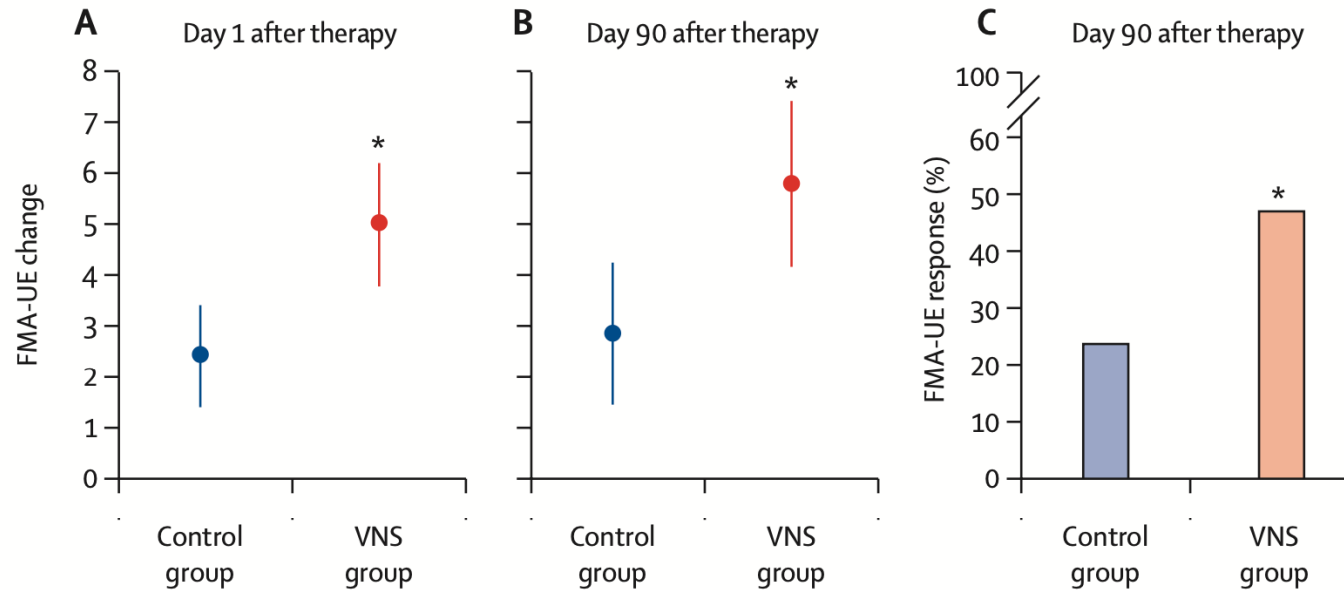 A
Day 1 after therapy
8
7
6
5
4
3
2
1
0
FMA-UE change
*
Control group
VNS group
B
Day 90 after therapy
*
Control group
VNS group
C
Day 90 after therapy
100
60
50
40
30
20
10
0
FMA-UE response (%)
*
Control group
VNS group